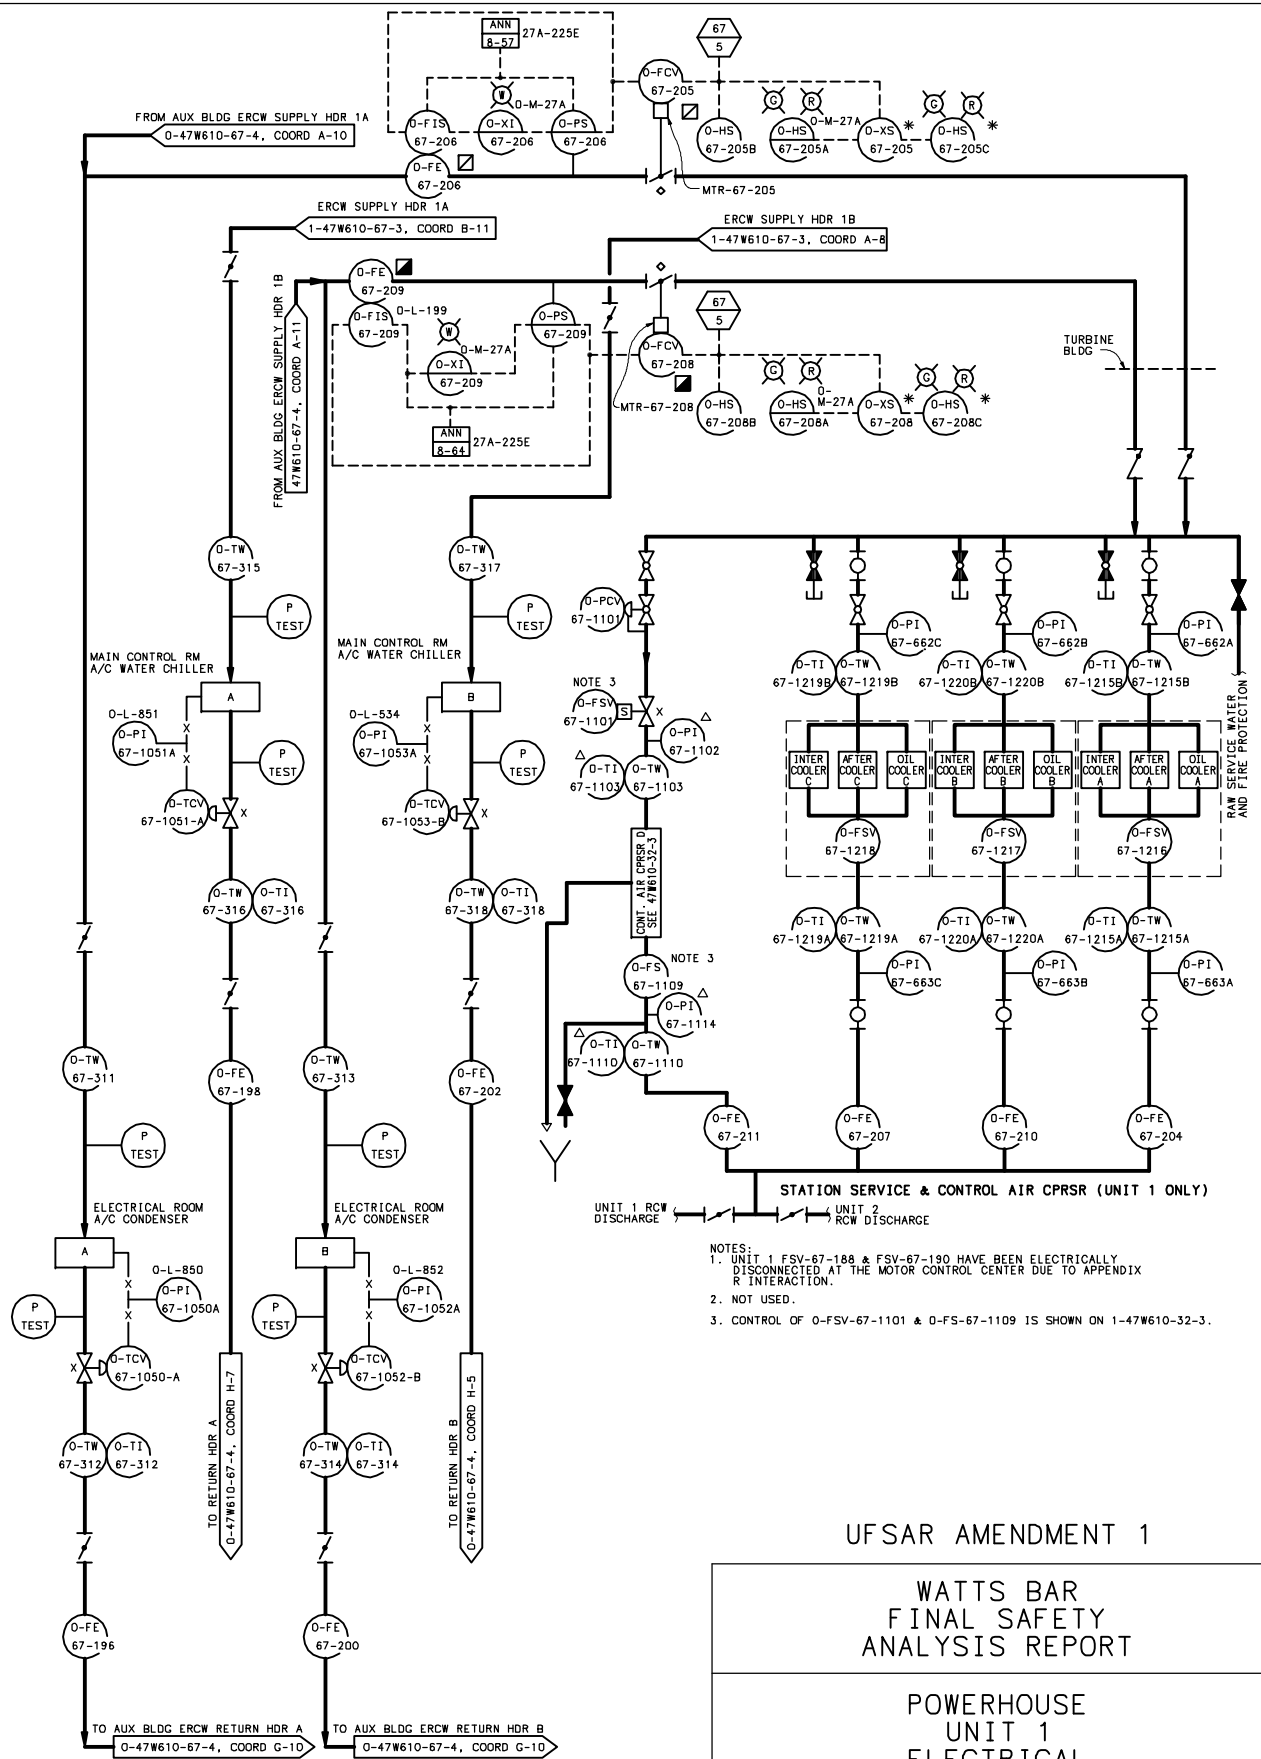 ANN
8-57
27A-225E
67
5
0-FCV
67-205
W
0-M-27A
G
R
0-M-27A
G
R
FROM AUX BLDG ERCW SUPPLY HDR 1A
0-47W610-67-4, COORD A-10
0-FIS
67-206
0-XI
67-206
0-PS
67-206
0-HS
67-205B
0-HS
67-205A
0-XS
67-205
*
0-HS
67-205C
*
0-FE
67-206
MTR-67-205
ERCW SUPPLY HDR 1A
1-47W610-67-3, COORD B-11
ERCW SUPPLY HDR 1B
1-47W610-67-3, COORD A-8
FROM AUX BLDG ERCW SUPPLY HDR 1B
47W610-67-4, COORD A-11
0-FE
67-209
0-FIS
67-209
0-L-199
W
0-M-27A
0-XI
67-209
0-PS
67-209
67
5
0-FCV
67-208
MTR-67-208
ANN
8-64
27A-225E
G
R
0-
M-27A
G
R
0-HS
67-208B
0-HS
67-208A
0-XS
67-208
*
0-HS
67-208C
*
TURBINE
BLDG
0-TW
67-315
P
TEST
0-TW
67-317
P
TEST
MAIN CONTROL RM
A/C WATER CHILLER
A
MAIN CONTROL RM
A/C WATER CHILLER
B
0-L-851
0-PI
67-1051A
X
X
P
TEST
0-TCV
67-1051-A
X
0-L-534
0-PI
67-1053A
X
X
P
TEST
0-TCV
67-1053-B
X
0-TW
67-316
0-TI
67-316
0-TW
67-318
0-TI
67-318
0-PCV
67-1101
NOTE 3
0-FSV
67-1101
S
X
0-PI
67-1102
0-TI
67-1103
0-TW
67-1103
CONT. AIR CPRSR D
SEE 47W610-32-3
0-FS
67-1109
NOTE 3
0-PI
67-1114
0-TI
67-1110
0-TW
67-1110
0-PI
67-662C
0-PI
67-662B
0-PI
67-662A
0-TI
67-1219B
0-TW
67-1219B
0-TI
67-1220B
0-TW
67-1220B
0-TI
67-1215B
0-TW
67-1215B
RAW SERVICE WATER
AND FIRE PROTECTION
INTER
COOLER
C
AFTER
COOLER
C
OIL
COOLER
C
INTER
COOLER
B
AFTER
COOLER
B
OIL
COOLER
B
INTER
COOLER
A
AFTER
COOLER
A
OIL
COOLER
A
0-FSV
67-1218
0-FSV
67-1217
0-FSV
67-1216
0-TI
67-1219A
0-TW
67-1219A
0-TI
67-1220A
0-TW
67-1220A
0-TI
67-1215A
0-TW
67-1215A
0-PI
67-663C
0-PI
67-663B
0-PI
67-663A
0-FE
67-211
0-FE
67-207
0-FE
67-210
0-FE
67-204
STATION SERVICE & CONTROL AIR CPRSR (UNIT 1 ONLY)
UNIT 1 RCW
DISCHARGE
UNIT 2
RCW DISCHARGE
0-TW
67-311
0-FE
67-198
0-TW
67-313
0-FE
67-202
P
TEST
P
TEST
ELECTRICAL ROOM
A/C CONDENSER
A
ELECTRICAL ROOM
A/C CONDENSER
B
P
TEST
X
X
0-L-850
0-PI
67-1050A
X
0-TCV
67-1050-A
P
TEST
X
X
0-L-852
0-PI
67-1052A
X
0-TCV
67-1052-B
NOTES:
1. UNIT 1 FSV-67-188 & FSV-67-190 HAVE BEEN ELECTRICALLY
DISCONNECTED AT THE MOTOR CONTROL CENTER DUE TO APPENDIX
R INTERACTION.
2. NOT USED.
3. CONTROL OF 0-FSV-67-1101 & 0-FS-67-1109 IS SHOWN ON 1-47W610-32-3.
0-TW
67-312
0-TI
67-312
TO RETURN HDR A
0-47W610-67-4, COORD H-7
0-TW
67-314
0-TI
67-314
TO RETURN HDR B
0-47W610-67-4, COORD H-5
0-FE
67-196
0-FE
67-200
TO AUX BLDG ERCW RETURN HDR A
0-47W610-67-4, COORD G-10
TO AUX BLDG ERCW RETURN HDR B
0-47W610-67-4, COORD G-10
UFSAR AMENDMENT 1
WATTS BAR
FINAL SAFETY
ANALYSIS REPORT
POWERHOUSE
UNIT 1
ELECTRICAL